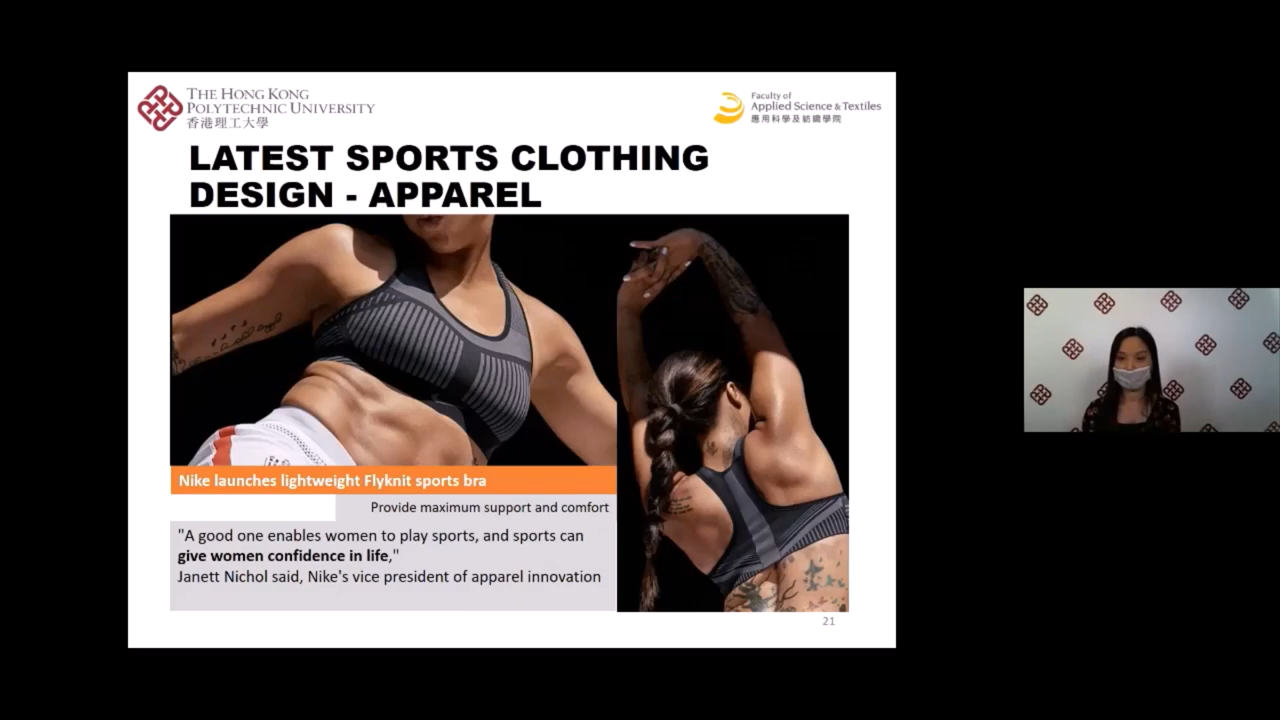 THE HONG KONG
POLYTECHNIC UNIVERSITY
香港理工大學
Faculty of
Applied Science & Textiles
應用科學及紡織學院
LATEST SPORTS CLOTHING
DESIGN - APPAREL
Nike launches lightweight Flyknit sports bra
Provide maximum support and comfort
"A good one enables women to play sports, and sports can
give women confidence in life,"
Janett Nichol said, Nike's vice president of apparel innovation
21